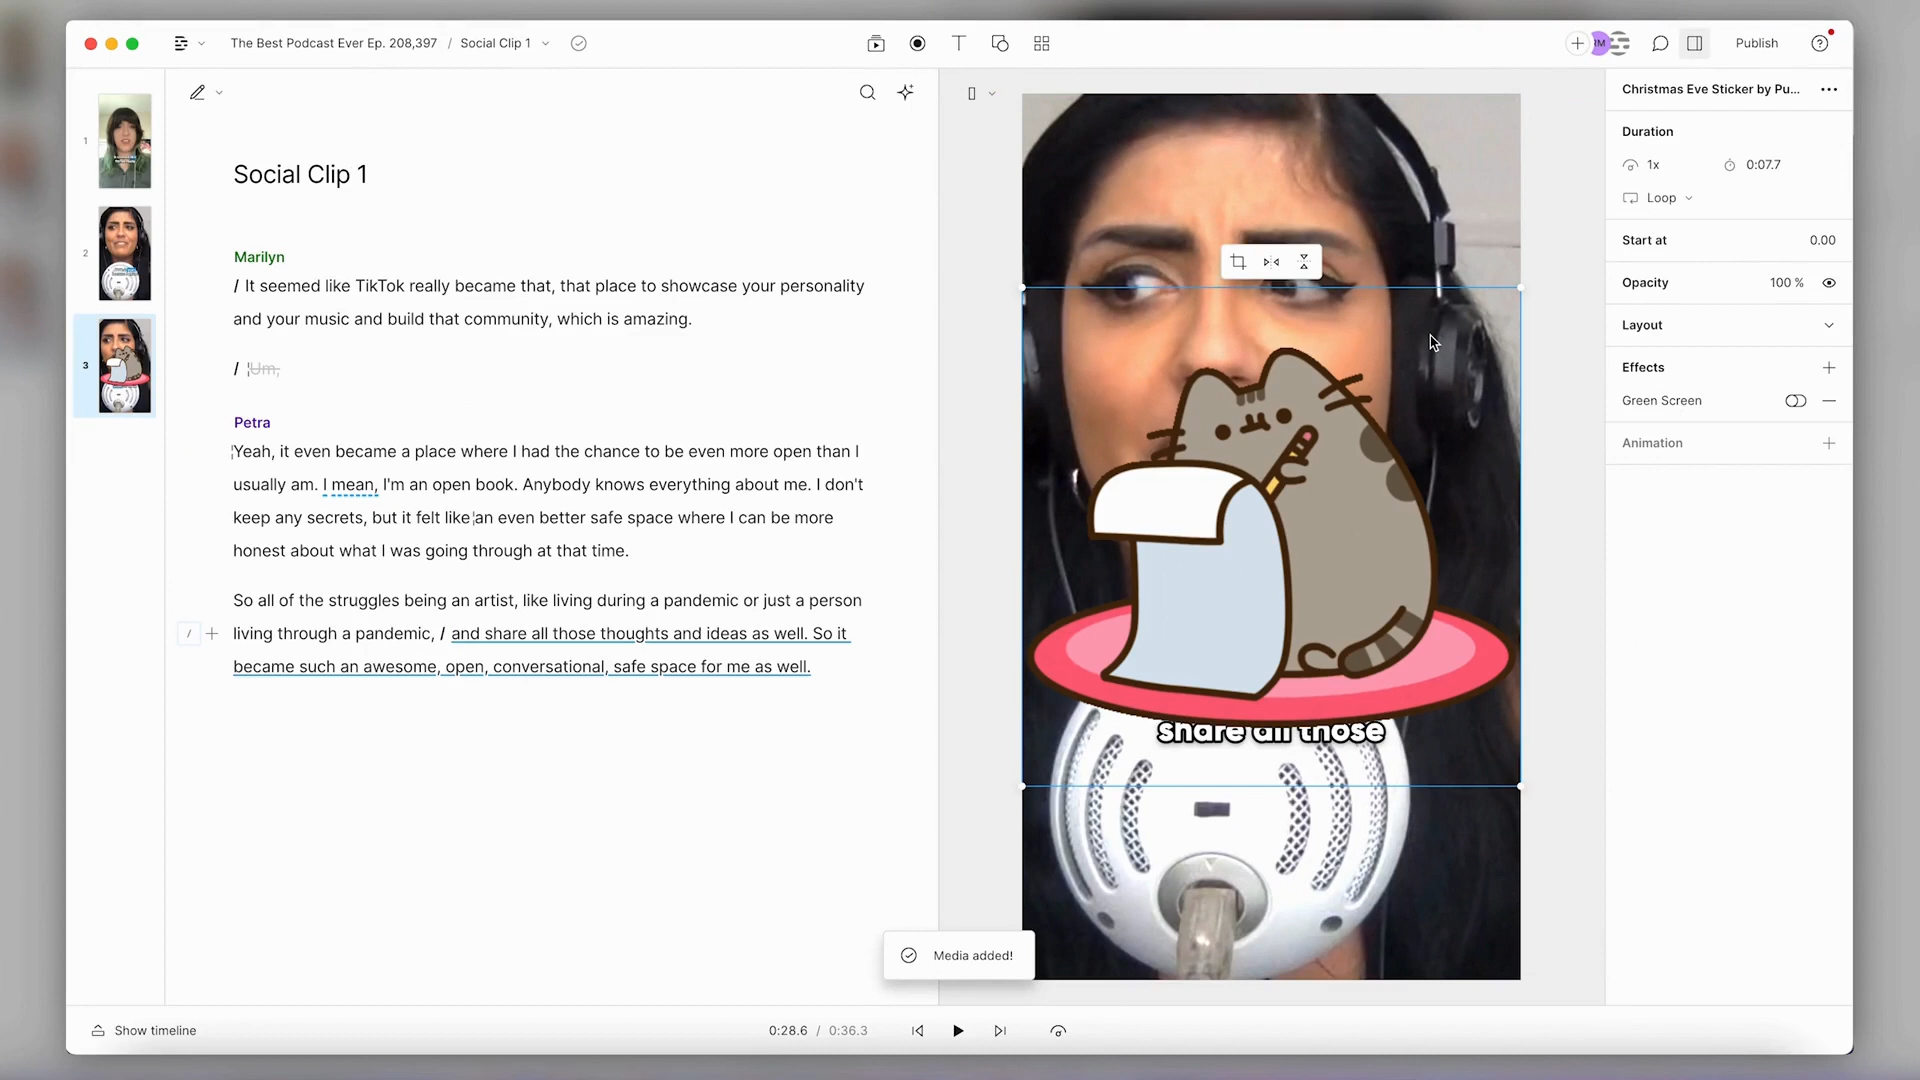 The Best Podcast Ever Ep. 208,397 / Social Clip 1
RM
Publish
1
2
3
Social Clip 1
Marilyn
/ It seemed like TikTok really became that, that place to showcase your personality
and your music and build that community, which is amazing.
/ Um,
Petra
Yeah, it even became a place where I had the chance to be even more open than I
usually am. I mean, I'm an open book. Anybody knows everything about me. I don't
keep any secrets, but it felt like an even better safe space where I can be more
honest about what I was going through at that time.
So all of the struggles being an artist, like living during a pandemic or just a person
/ + living through a pandemic, / and share all those thoughts and ideas as well. So it
became such an awesome, open, conversational, safe space for me as well.
share all those
Media added!
Christmas Eve Sticker by Pu...
Duration
1x 0:07.7
Loop
Start at 0.00
Opacity 100 %
Layout
Effects
Green Screen
Animation
Show timeline
0:28.6 / 0:36.3